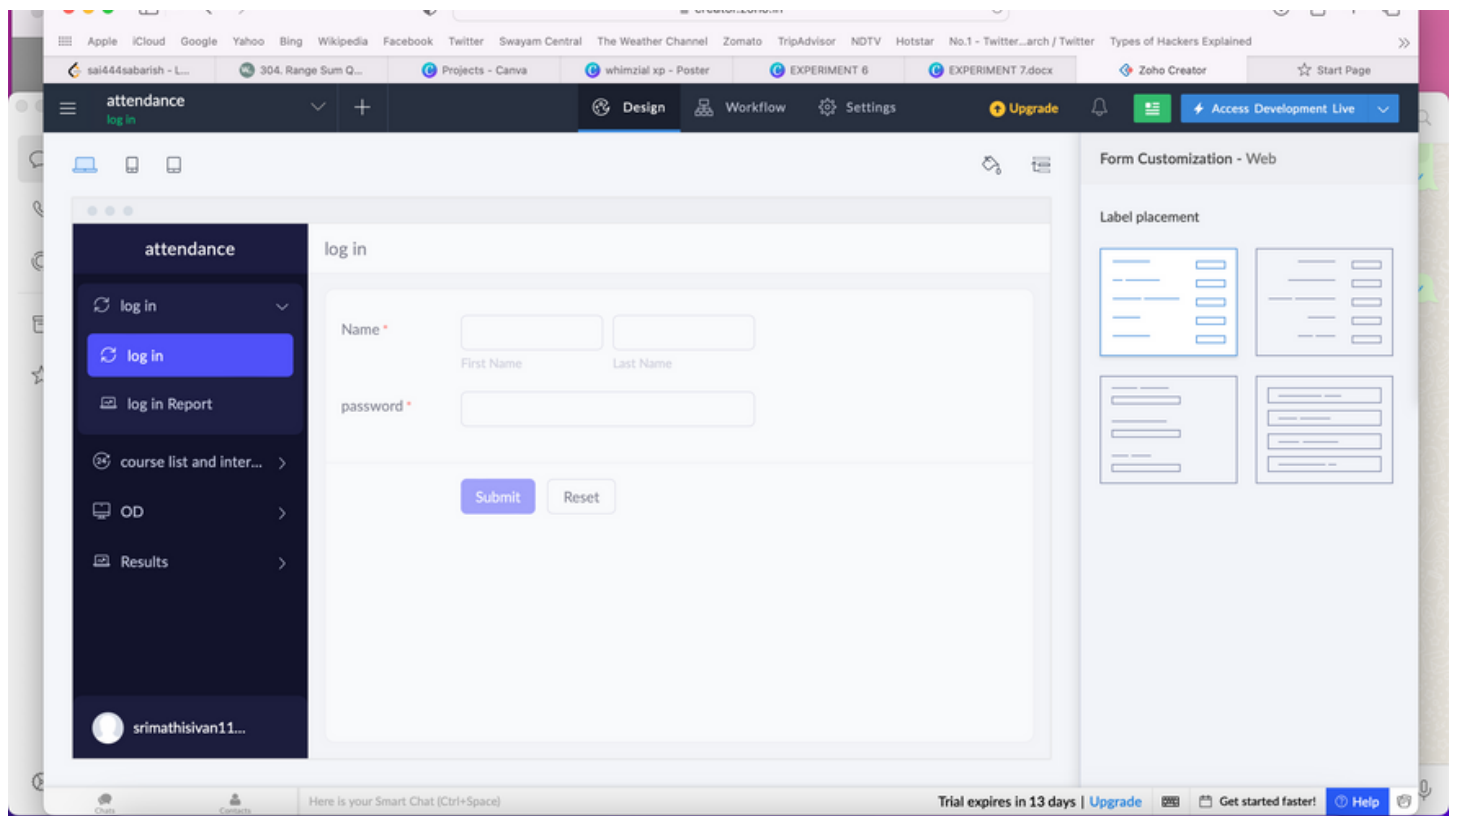 Apple iCloud Google Yahoo Bing Wikipedia Facebook Twitter Swayam Central The Weather Channel Zomato TripAdvisor NDTV Hotstar No.1 - Twitter...arch / Twitter Types of Hackers Explained
sai444sabarish - L... 304. Range Sum Q... Projects - Canva whimzial xp - Poster EXPERIMENT 6 EXPERIMENT 7.docx Zoho Creator Start Page
attendance
log in
Design Workflow Settings Upgrade Access Development Live
Form Customization - Web
Label placement
attendance
log in
log in
log in
log in Report
course list and inter...
OD
Results
srimathisivan11...
Name *
First Name Last Name
password *
Submit Reset
Chats Contacts
Here is your Smart Chat (Ctrl+Space)
Trial expires in 13 days | Upgrade Get started faster! Help